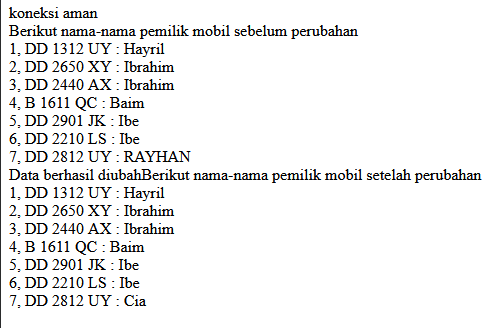 koneksi aman
Berikut nama-nama pemilik mobil sebelum perubahan
1, DD 1312 UY : Hayril
2, DD 2650 XY : Ibrahim
3, DD 2440 AX : Ibrahim
4, B 1611 QC : Baim
5, DD 2901 JK : Ibe
6, DD 2210 LS : Ibe
7, DD 2812 UY : RAYHAN
Data berhasil diubahBerikut nama-nama pemilik mobil setelah perubahan
1, DD 1312 UY : Hayril
2, DD 2650 XY : Ibrahim
3, DD 2440 AX : Ibrahim
4, B 1611 QC : Baim
5, DD 2901 JK : Ibe
6, DD 2210 LS : Ibe
7, DD 2812 UY : Cia